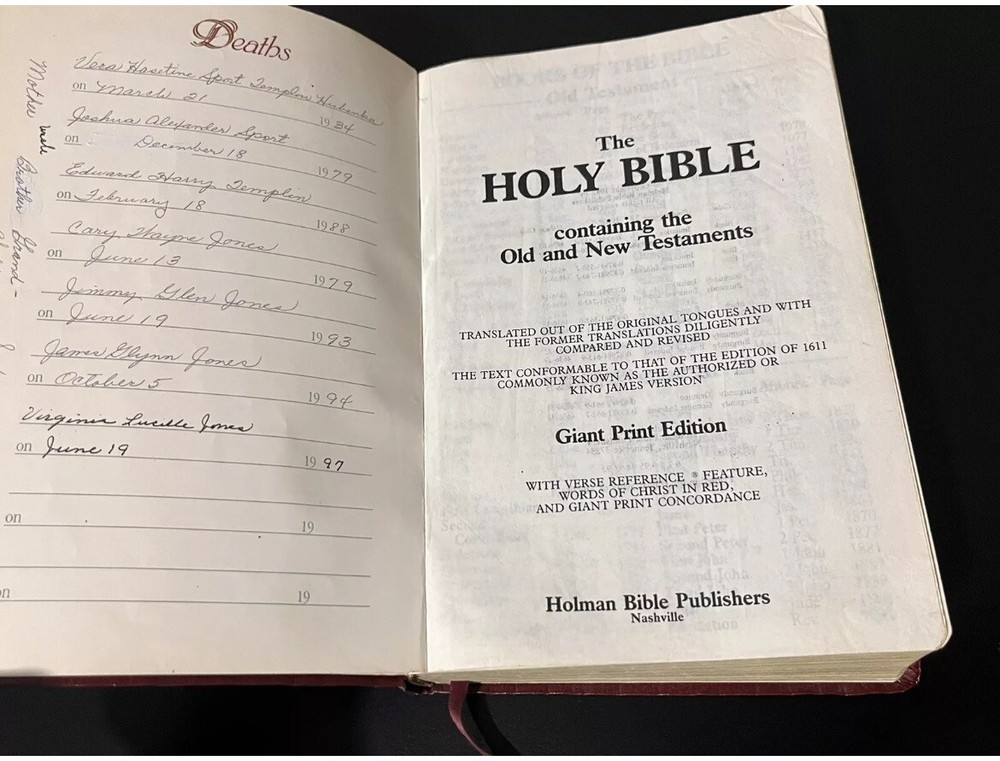 Deaths
Vera Hasetine Sport Templin
on March 21 1934
Joshua Alexander Sport
on December 18 1979
Edward Harry Templin
on February 18 1988
Cary Wayne Jones
on June 13 1979
Jimmy Glen Jones
on June 19 1993
James Glynn Jones
on October 5 1994
Virginia Lucille Jones
on June 19 1997
on 19
on 19
Mother
Brother Grand-
The
HOLY BIBLE
containing the
Old and New Testaments
TRANSLATED OUT OF THE ORIGINAL TONGUES AND WITH
THE FORMER TRANSLATIONS DILIGENTLY
COMPARED AND REVISED
THE TEXT CONFORMABLE TO THAT OF THE EDITION OF 1611
COMMONLY KNOWN AS THE AUTHORIZED OR
KING JAMES VERSION
Giant Print Edition
WITH VERSE REFERENCE ® FEATURE,
WORDS OF CHRIST IN RED,
AND GIANT PRINT CONCORDANCE
Holman Bible Publishers
Nashville